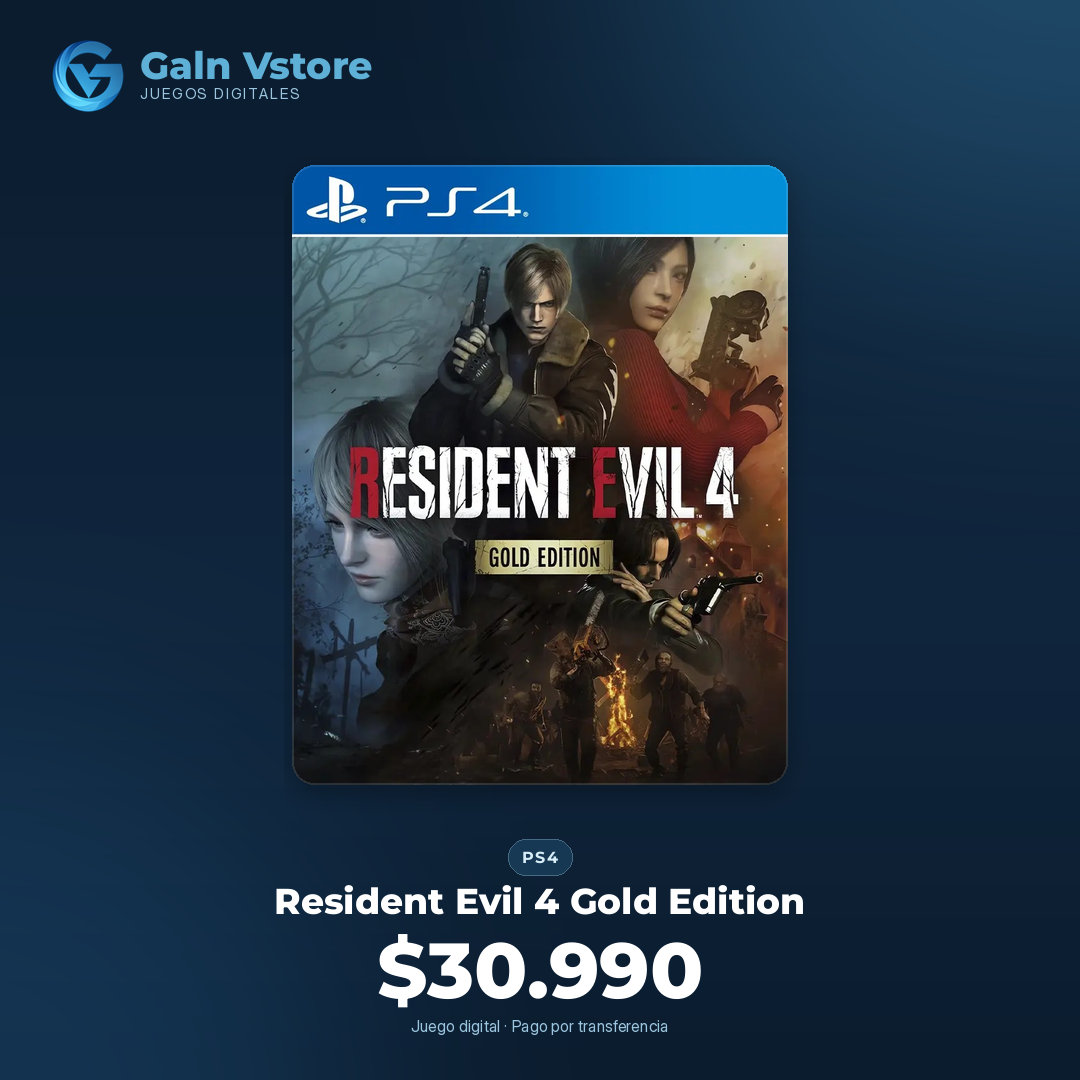 Galn Vstore
JUEGOS DIGITALES
PS4
RESIDENT EVIL 4
GOLD EDITION
PS4
Resident Evil 4 Gold Edition
$30.990
Juego digital · Pago por transferencia